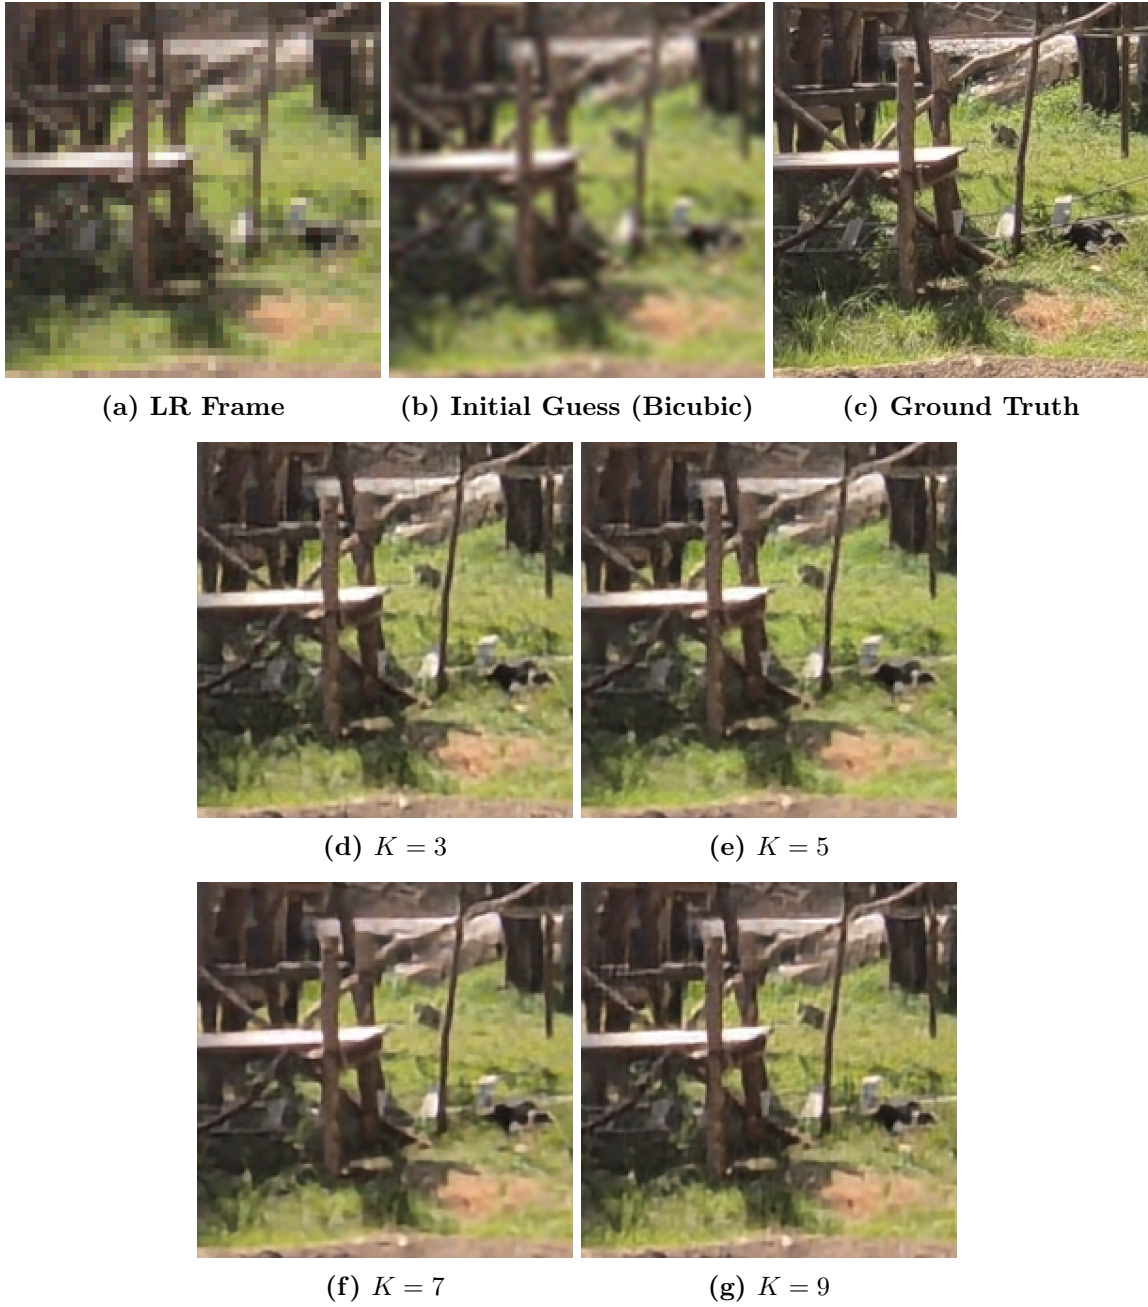 (a) LR Frame
(b) Initial Guess (Bicubic)
(c) Ground Truth
(d) K = 3
(e) K = 5
(f) K = 7
(g) K = 9